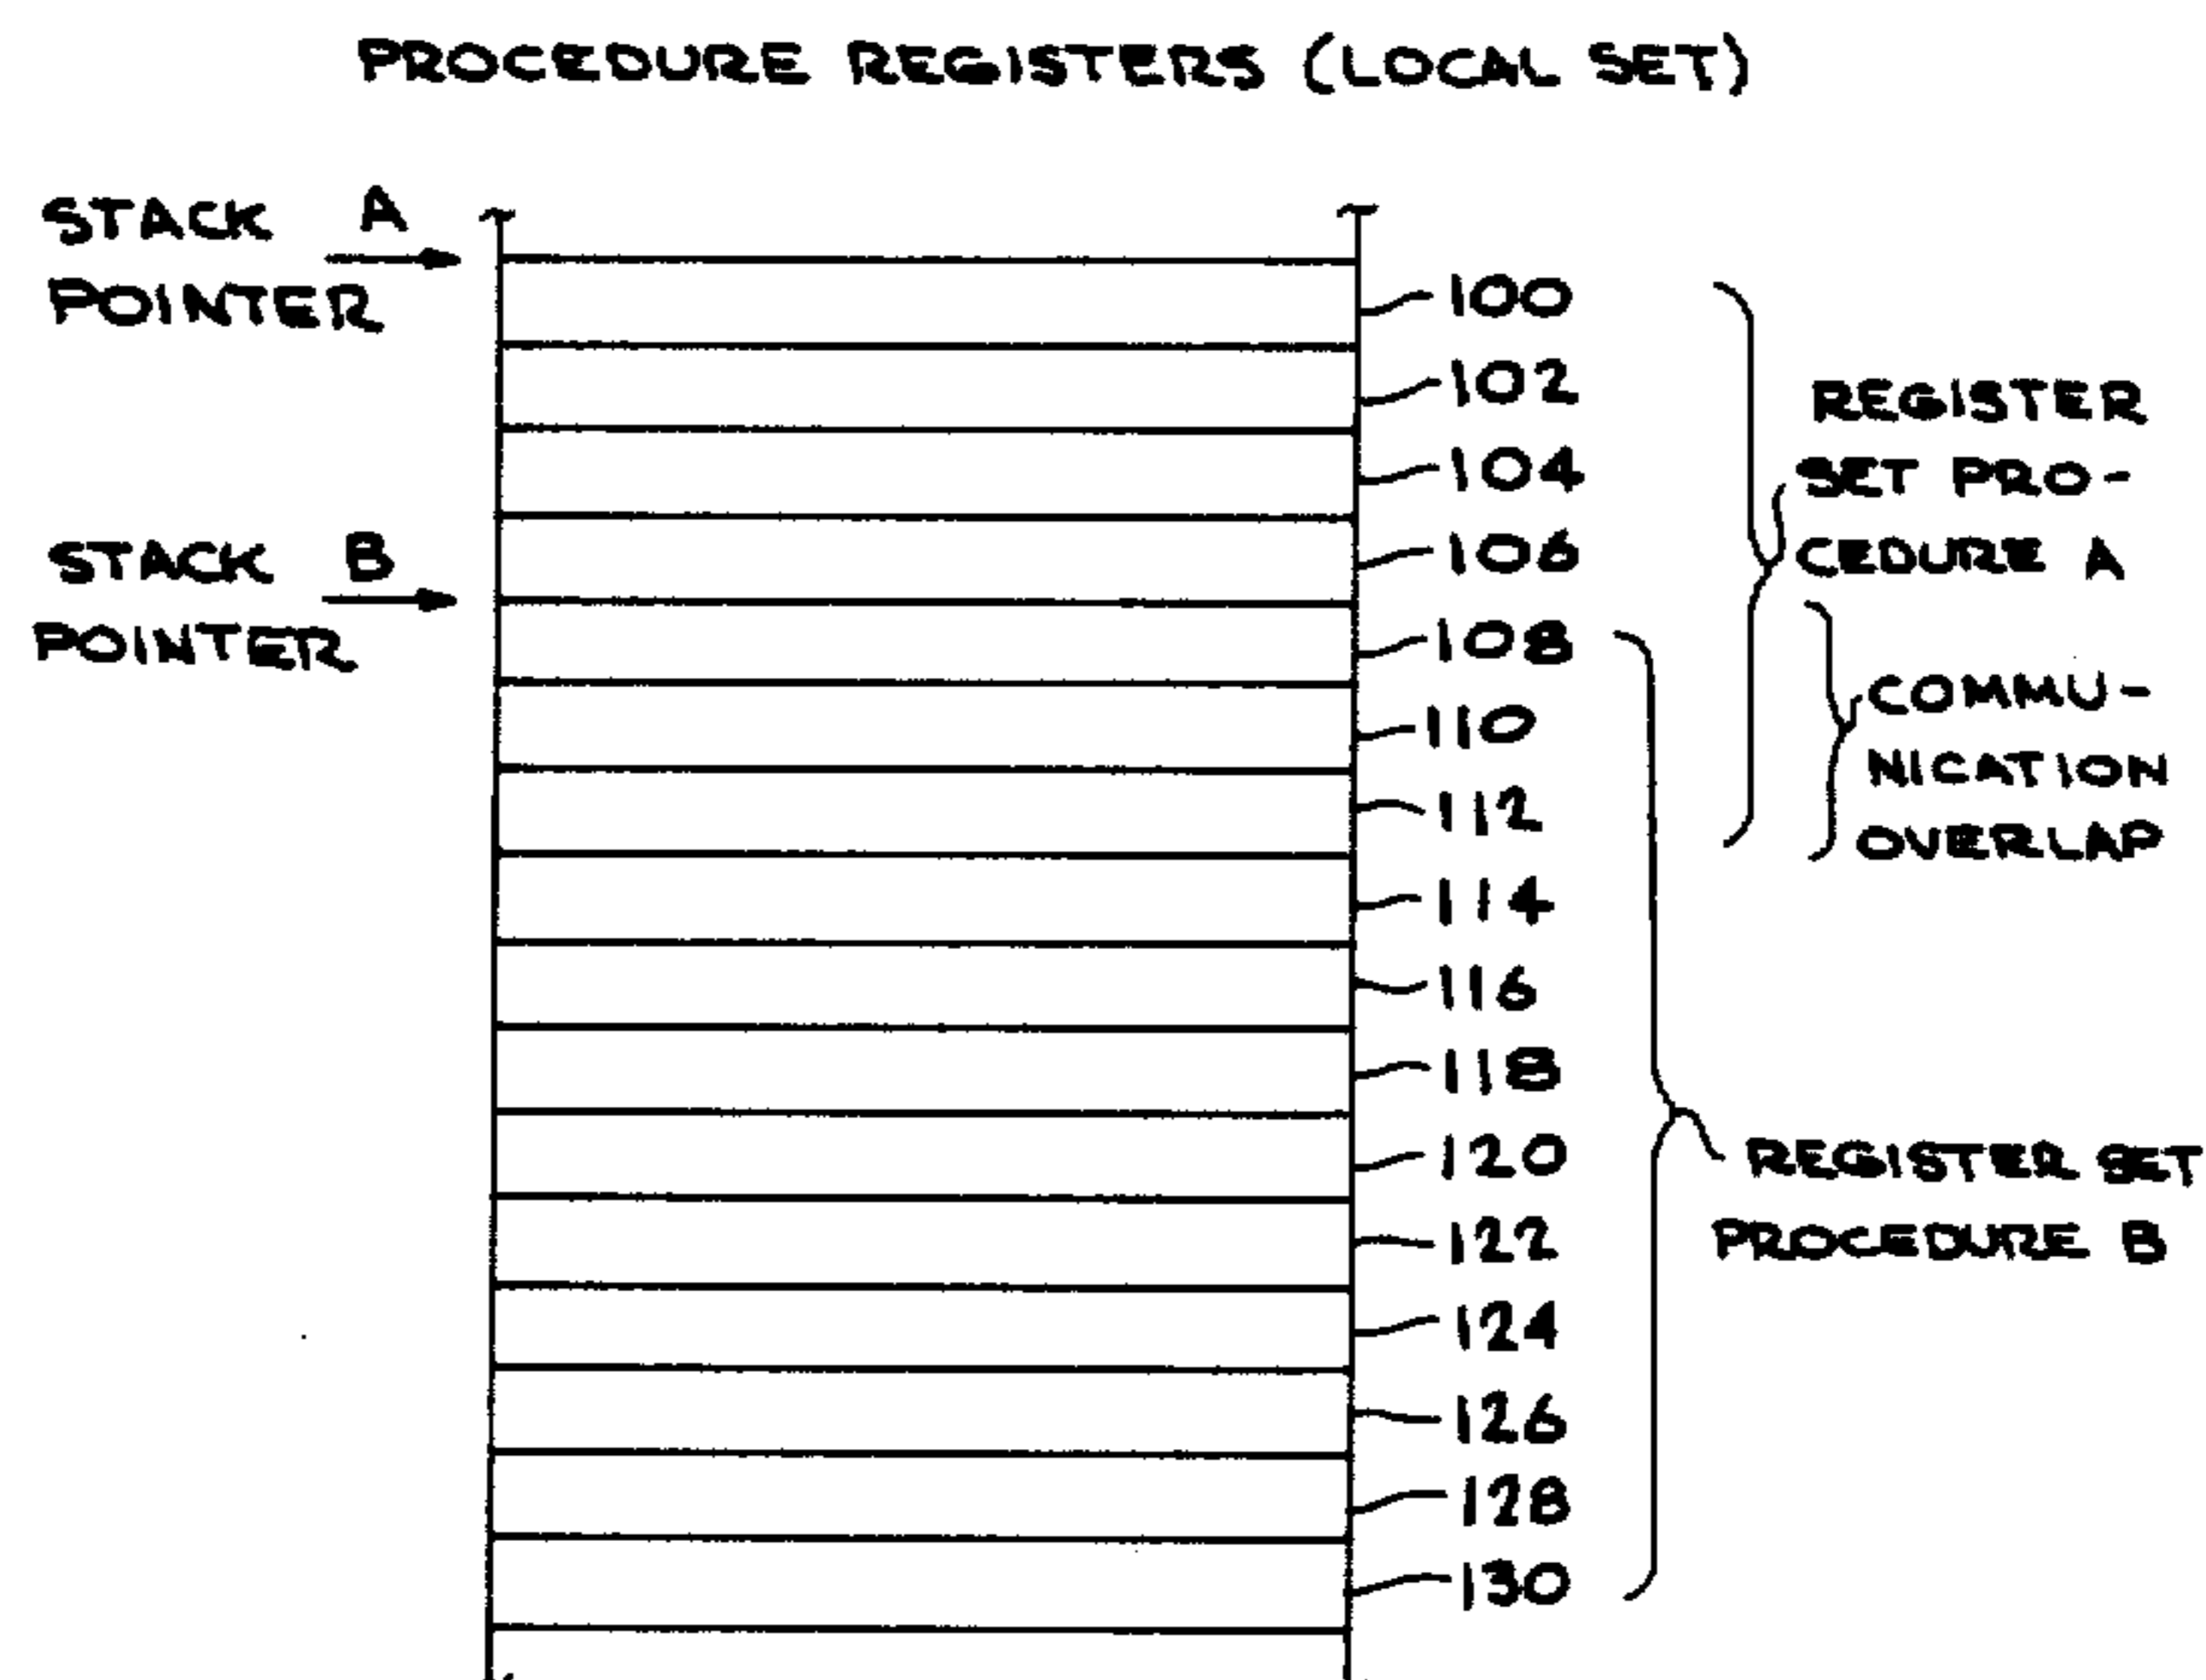 PROCEDURE REGISTERS (LOCAL SET)
STACK A
POINTER
STACK B
POINTER
100
102
104
106
108
110
112
114
116
118
120
122
124
126
128
130
REGISTER
SET PRO-
CEDURE A
COMMU-
NICATION
OVERLAP
REGISTER SET
PROCEDURE B